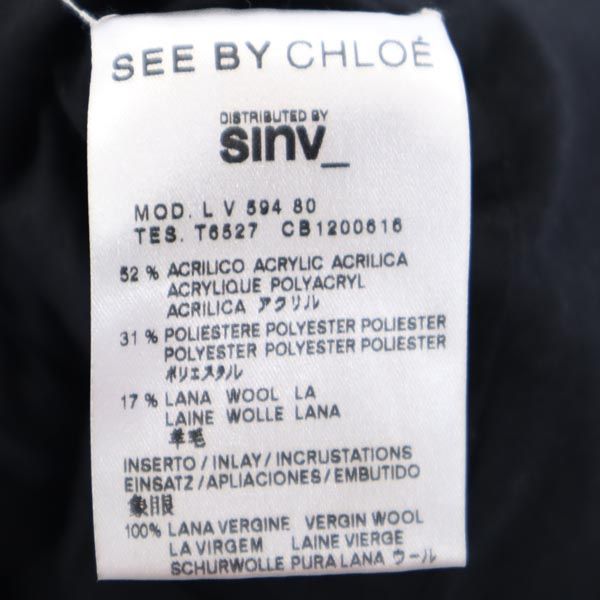 SEE BY CHLOÉ
DISTRIBUTED BY
sinv_
MOD. L V 594 80
TES. T6527 CB1200616
52 % ACRILICO ACRYLIC ACRILICA
ACRYLIQUE POLYACRYL
ACRILICA アクリル
31 % POLIESTERE POLYESTER POLIESTER
POLYESTER POLYESTER POLIESTER
ポリエスタル
17 % LANA WOOL LA
LAINE WOLLE LANA
羊毛
INSERTO / INLAY / INCRUSTATIONS
EINSATZ / APLIACIONES / EMBUTIDO
象眼
100% LANA VERGINE VERGIN WOOL
LA VIRGEM LAINE VIERGE
SCHURWOLLE PURA LANA ウール